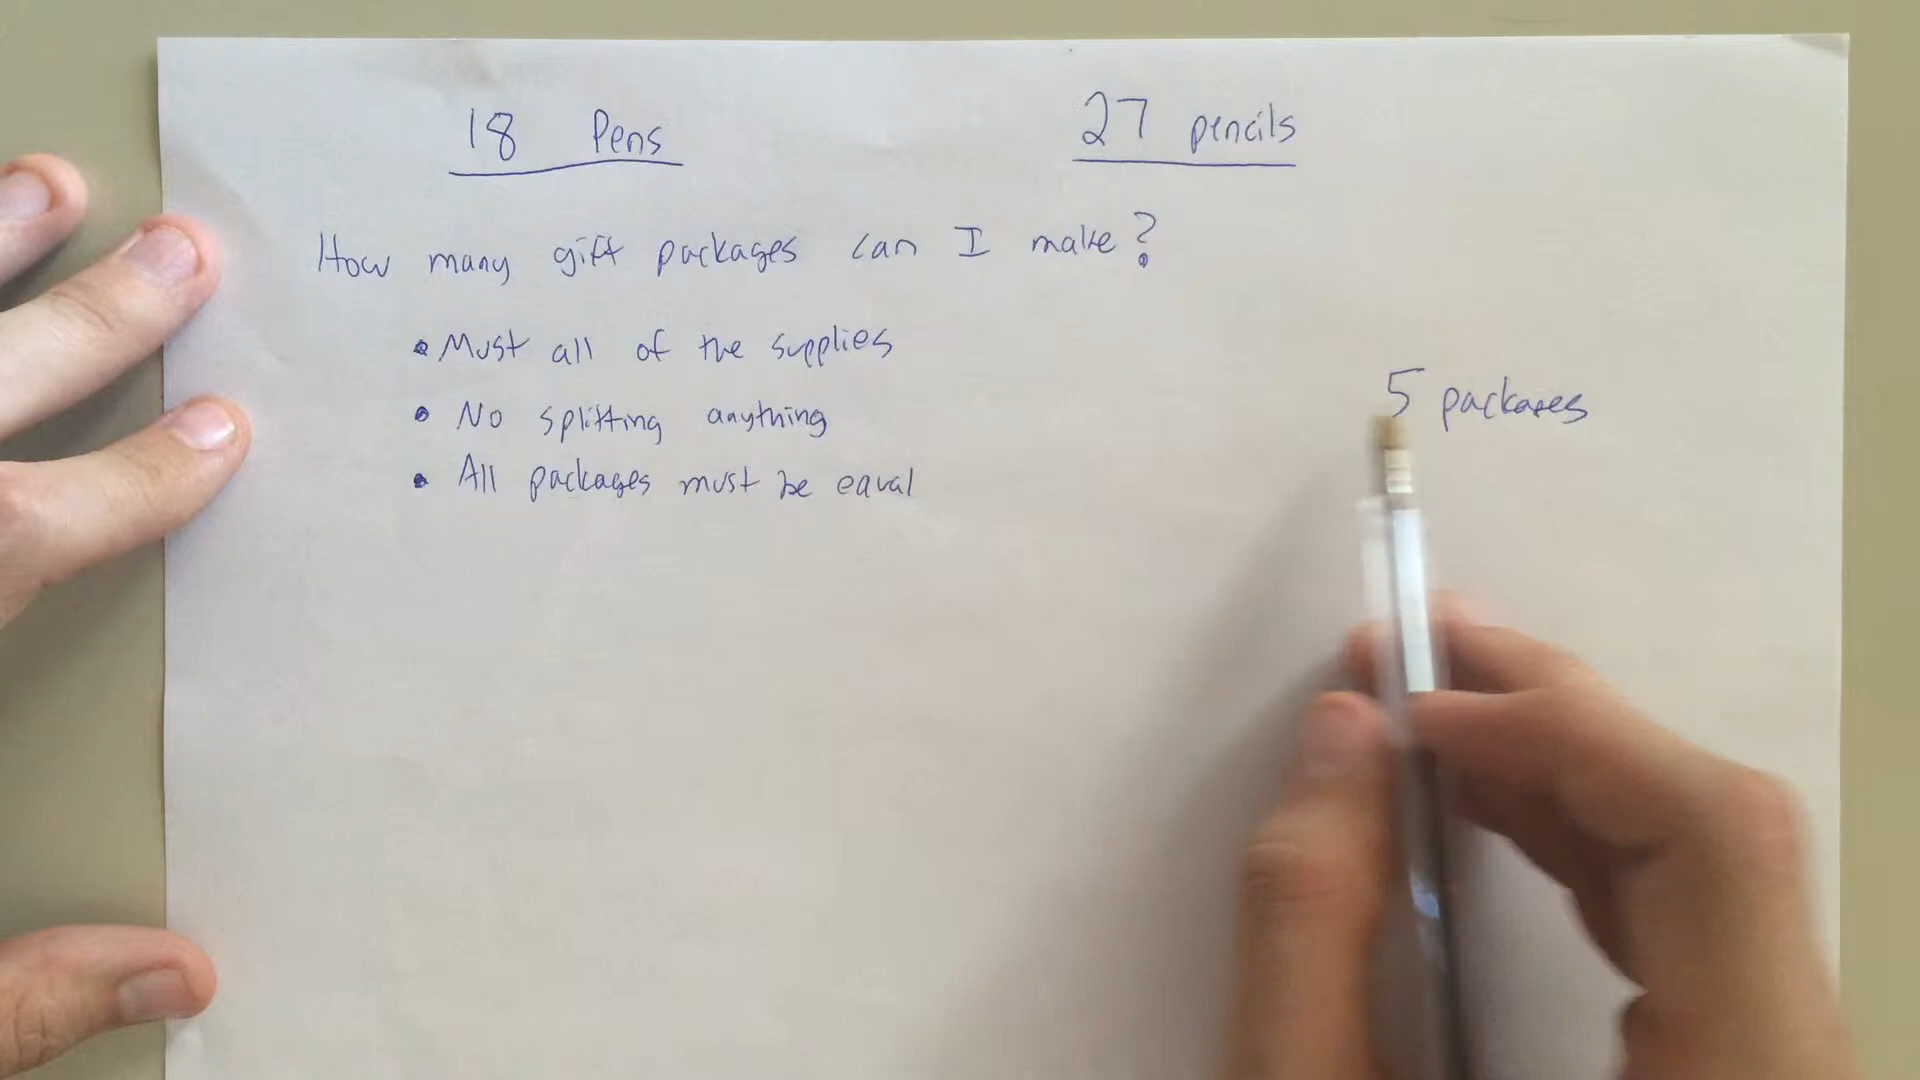 18 Pens
27 pencils
How many gift packages can I make?
• Must all of the supplies
• No splitting anything
• All packages must be equal
5 packages